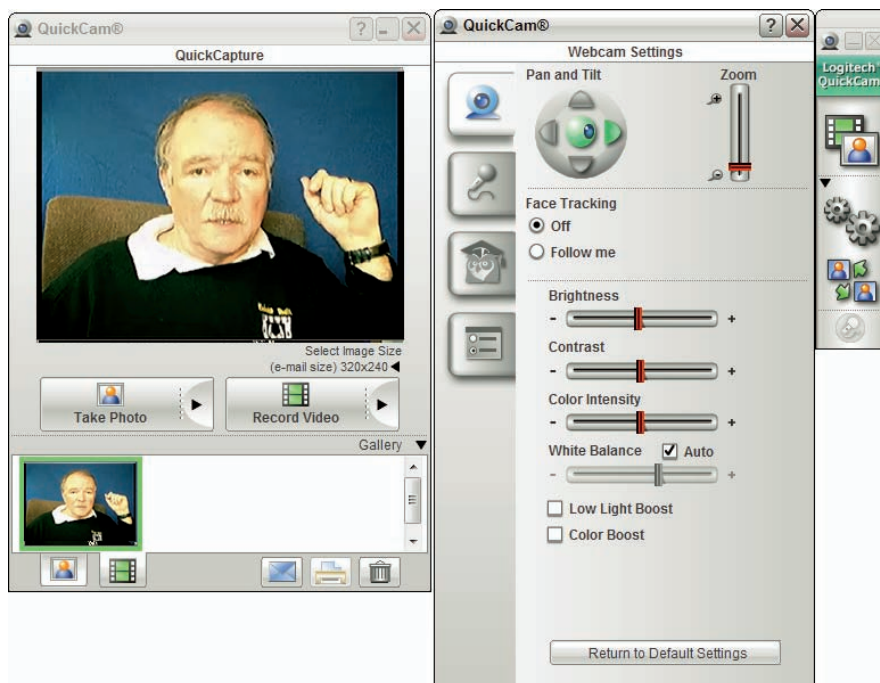 QuickCam®
QuickCapture
Select Image Size
(e-mail size) 320x240
Take Photo
Record Video
Gallery
QuickCam®
Webcam Settings
Pan and Tilt
Zoom
Face Tracking
Off
Follow me
Brightness
- +
Contrast
- +
Color Intensity
- +
White Balance Auto
- +
Low Light Boost
Color Boost
Return to Default Settings
Logitech®
QuickCam